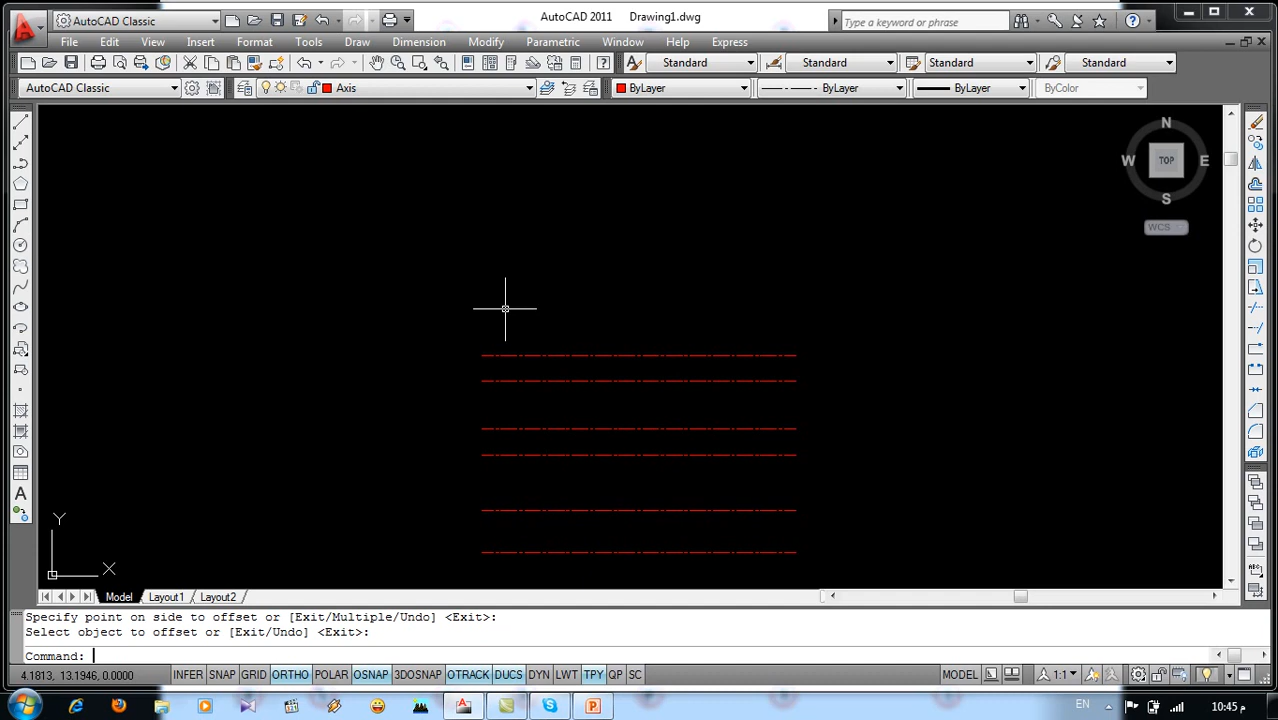 AutoCAD Classic
AutoCAD 2011 Drawing1.dwg
Type a keyword or phrase
File Edit View Insert Format Tools Draw Dimension Modify Parametric Window Help Express
Standard Standard Standard Standard
AutoCAD Classic Axis ByLayer ByLayer ByLayer ByColor
N
W TOP E
S
WCS
A
Y
X
Model Layout1 Layout2
Specify point on side to offset or [Exit/Multiple/Undo] <Exit>:
Select object to offset or [Exit/Undo] <Exit>:
Command:
4.1813, 13.1946, 0.0000 INFER SNAP GRID ORTHO POLAR OSNAP 3DOSNAP OTRACK DUCS DYN LWT TPY QP SC MODEL 1:1
EN 10:45 م